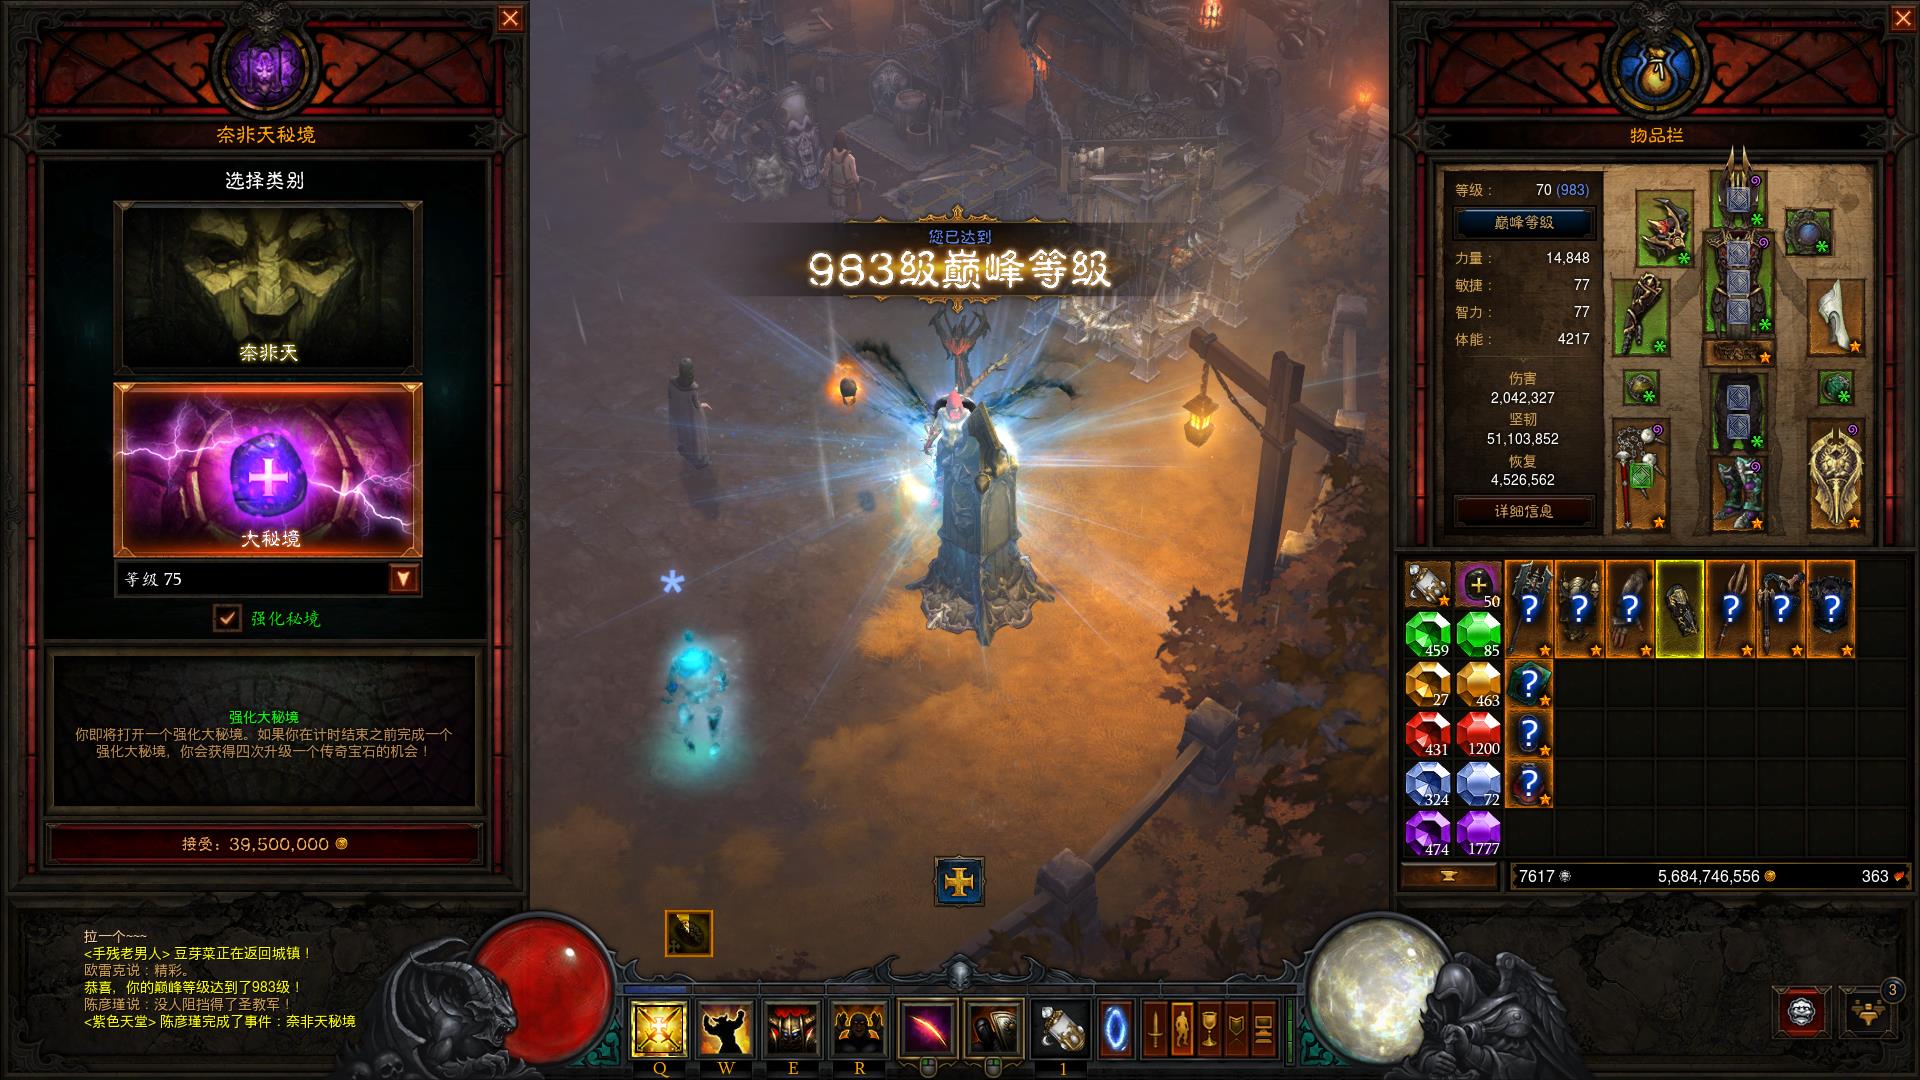 奈非天秘境
选择类别
奈非天
大秘境
等级 75
强化秘境
强化大秘境
你即将打开一个强化大秘境。如果你在计时结束之前完成一个
强化大秘境，你会获得四次升级一个传奇宝石的机会！
接受：39,500,000
拉一个~~~
<手残老男人> 豆芽菜正在返回城镇！
欧雷克说：精彩。
恭喜，你的巅峰等级达到了983级！
陈彦瑾说：没人阻挡得了圣教军！
<紫色天堂> 陈彦瑾完成了事件：奈非天秘境
您已达到
983级巅峰等级
Q
W
E
R
1
物品栏
等级： 70 (983)
巅峰等级
力量： 14,848
敏捷： 77
智力： 77
体能： 4217
伤害
2,042,327
坚韧
51,103,852
恢复
4,526,562
详细信息
50
? ? ? ? ? ?
459 85
27 463 ?
431 1200 ?
324 72 ?
474 1777
7617 5,684,746,556 363
3